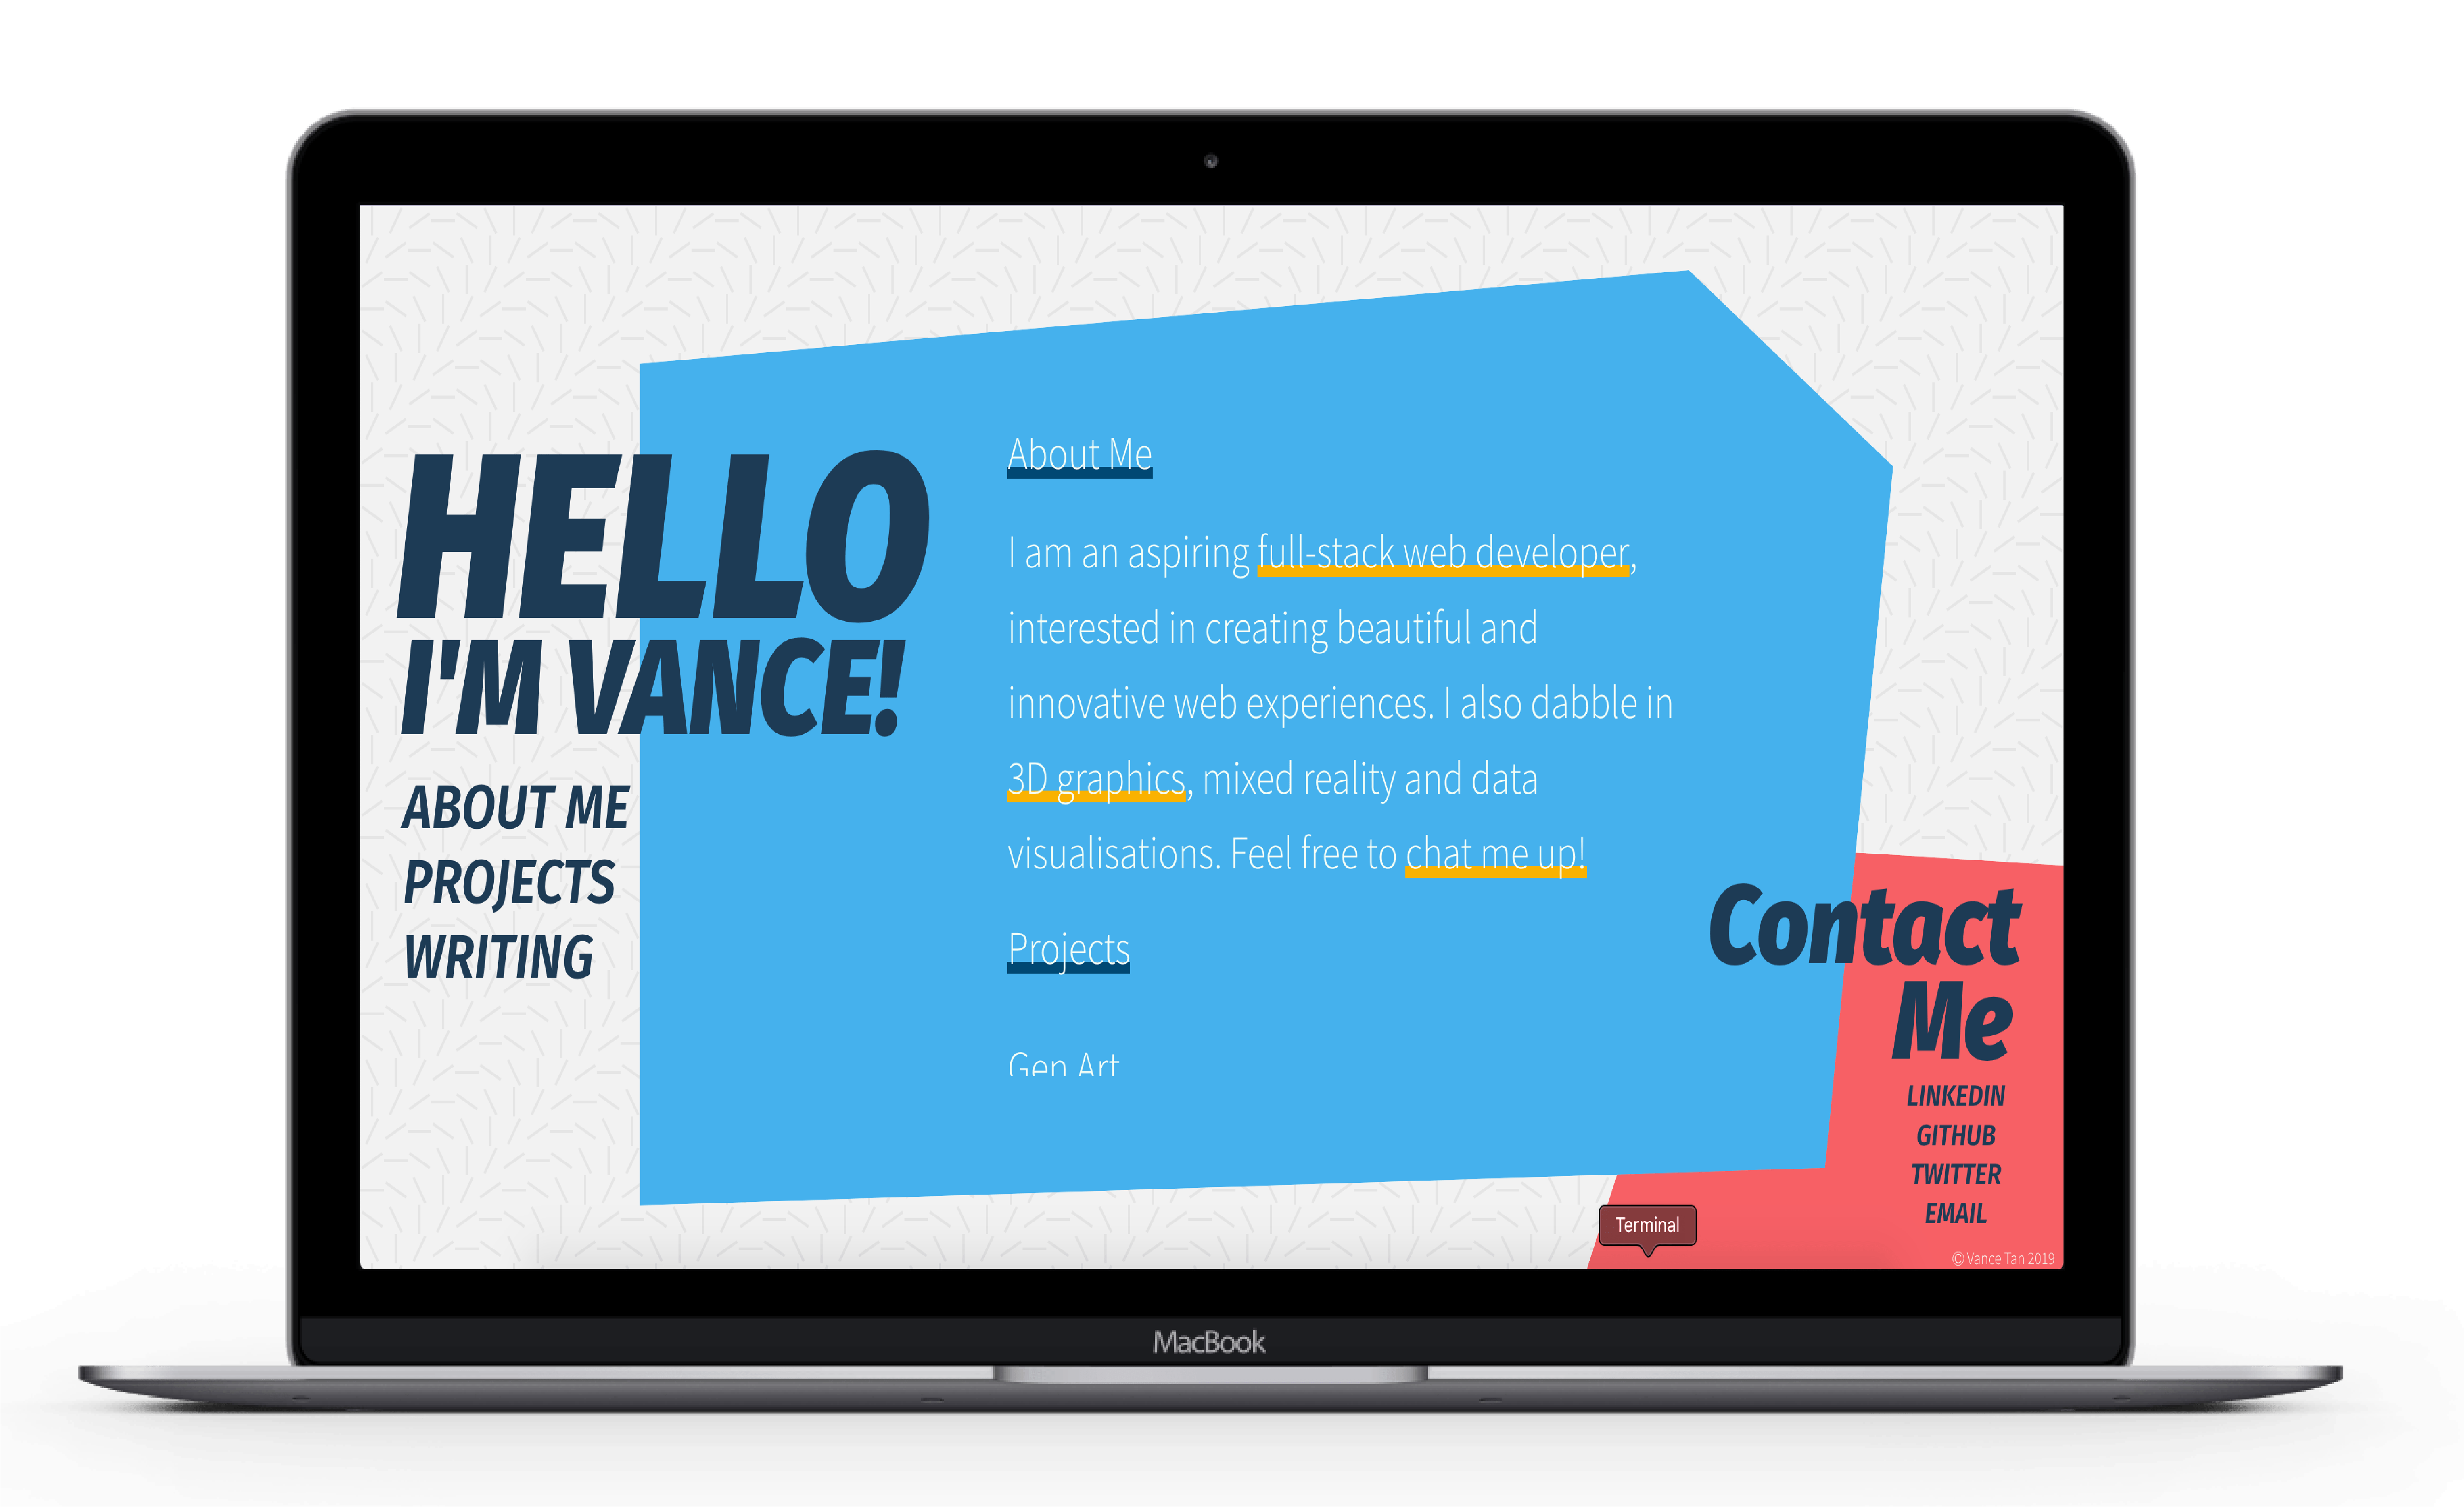 HELLO
I'M VANCE!
ABOUT ME
PROJECTS
WRITING
About Me
I am an aspiring full-stack web developer,
interested in creating beautiful and
innovative web experiences. I also dabble in
3D graphics, mixed reality and data
visualisations. Feel free to chat me up!
Projects
Gen Art
Contact
Me
LINKEDIN
GITHUB
TWITTER
EMAIL
Terminal
© Vance Tan 2019
MacBook